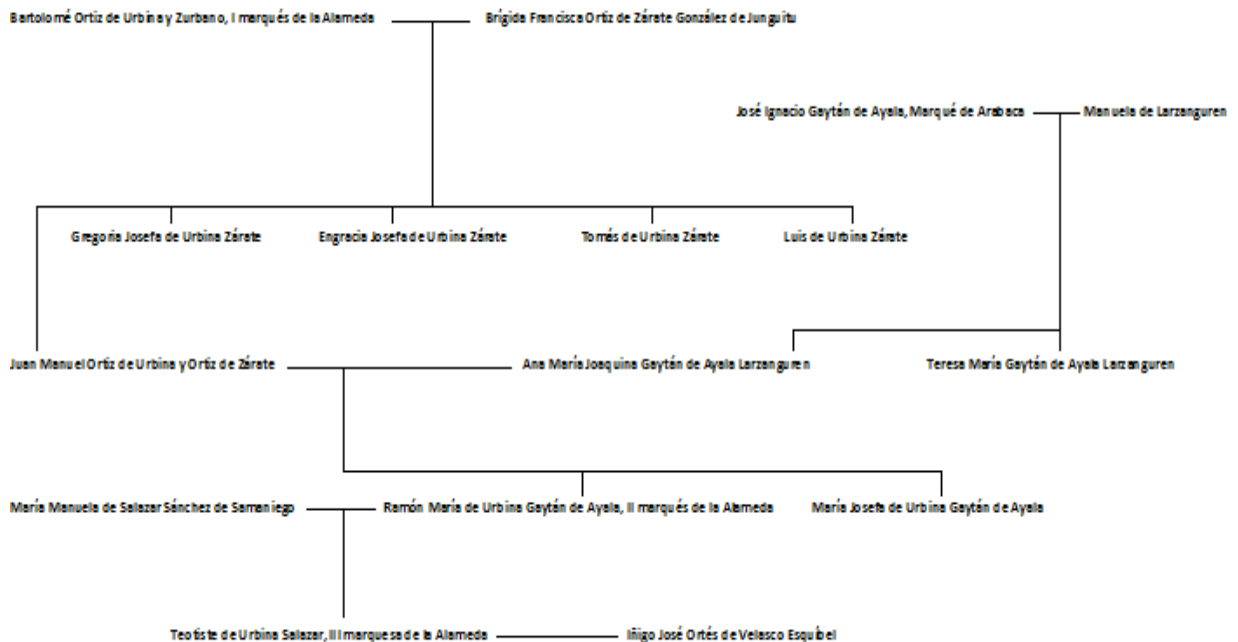 Bartolomé Ortiz de Urbina y Zurbano, I marqués de la Alameda
Brígida Francisca Ortiz de Zárate González de Junguitu
José Ignacio Gaytán de Ayala, Marqué de Arabaca
Manuela de Larzanguren
Gregoria Josefa de Urbina Zárate
Engracia Josefa de Urbina Zárate
Tomás de Urbina Zárate
Luis de Urbina Zárate
Juan Manuel Ortiz de Urbina y Ortiz de Zárate
Ana María Joaquina Gaytán de Ayala Larzanguren
Teresa María Gaytán de Ayala Larzanguren
María Manuela de Salazar Sánchez de Samaniego
Ramón María de Urbina Gaytán de Ayala, II marqués de la Alameda
María Josefa de Urbina Gaytán de Ayala
Teotiste de Urbina Salazar, III marquesa de la Alameda
Iñigo José Ortés de Velasco Esquíbel